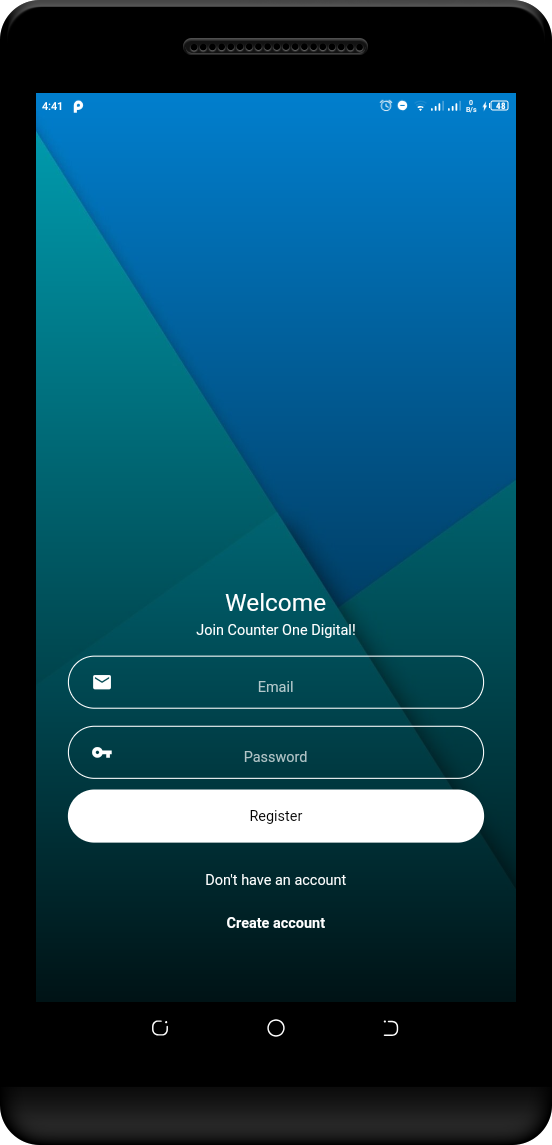 4:41
0
B/s
48
Welcome
Join Counter One Digital!
Email
Password
Register
Don't have an account
Create account